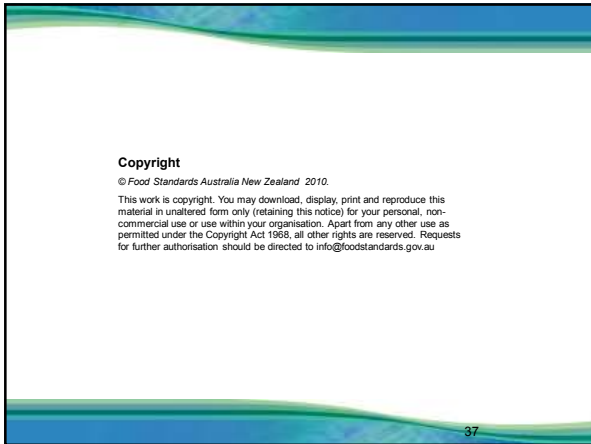 Copyright
© Food Standards Australia New Zealand 2010.
This work is copyright. You may download, display, print and reproduce this
material in unaltered form only (retaining this notice) for your personal, non-
commercial use or use within your organisation. Apart from any other use as
permitted under the Copyright Act 1968, all other rights are reserved. Requests
for further authorisation should be directed to info@foodstandards.gov.au
37